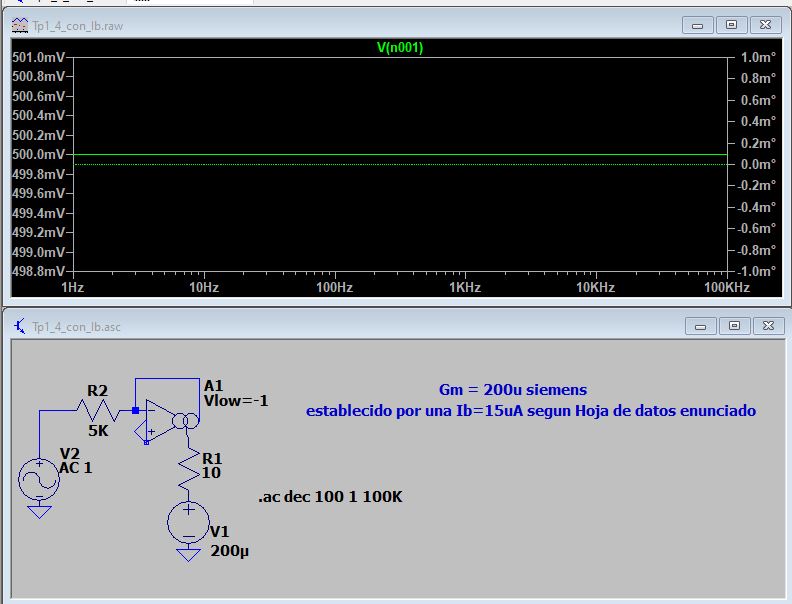 Tp1_4_con_Ib.raw
V(n001)
501.0mV
500.8mV
500.6mV
500.4mV
500.2mV
500.0mV
499.8mV
499.6mV
499.4mV
499.2mV
499.0mV
498.8mV
1.0m°
0.8m°
0.6m°
0.4m°
0.2m°
0.0m°
-0.2m°
-0.4m°
-0.6m°
-0.8m°
-1.0m°
1Hz 10Hz 100Hz 1KHz 10KHz 100KHz
Tp1_4_con_Ib.asc
R2
5K
A1
Vlow=-1
Gm = 200u siemens
establecido por una Ib=15uA segun Hoja de datos enunciado
V2
AC 1
R1
10
.ac dec 100 1 100K
V1
200µ